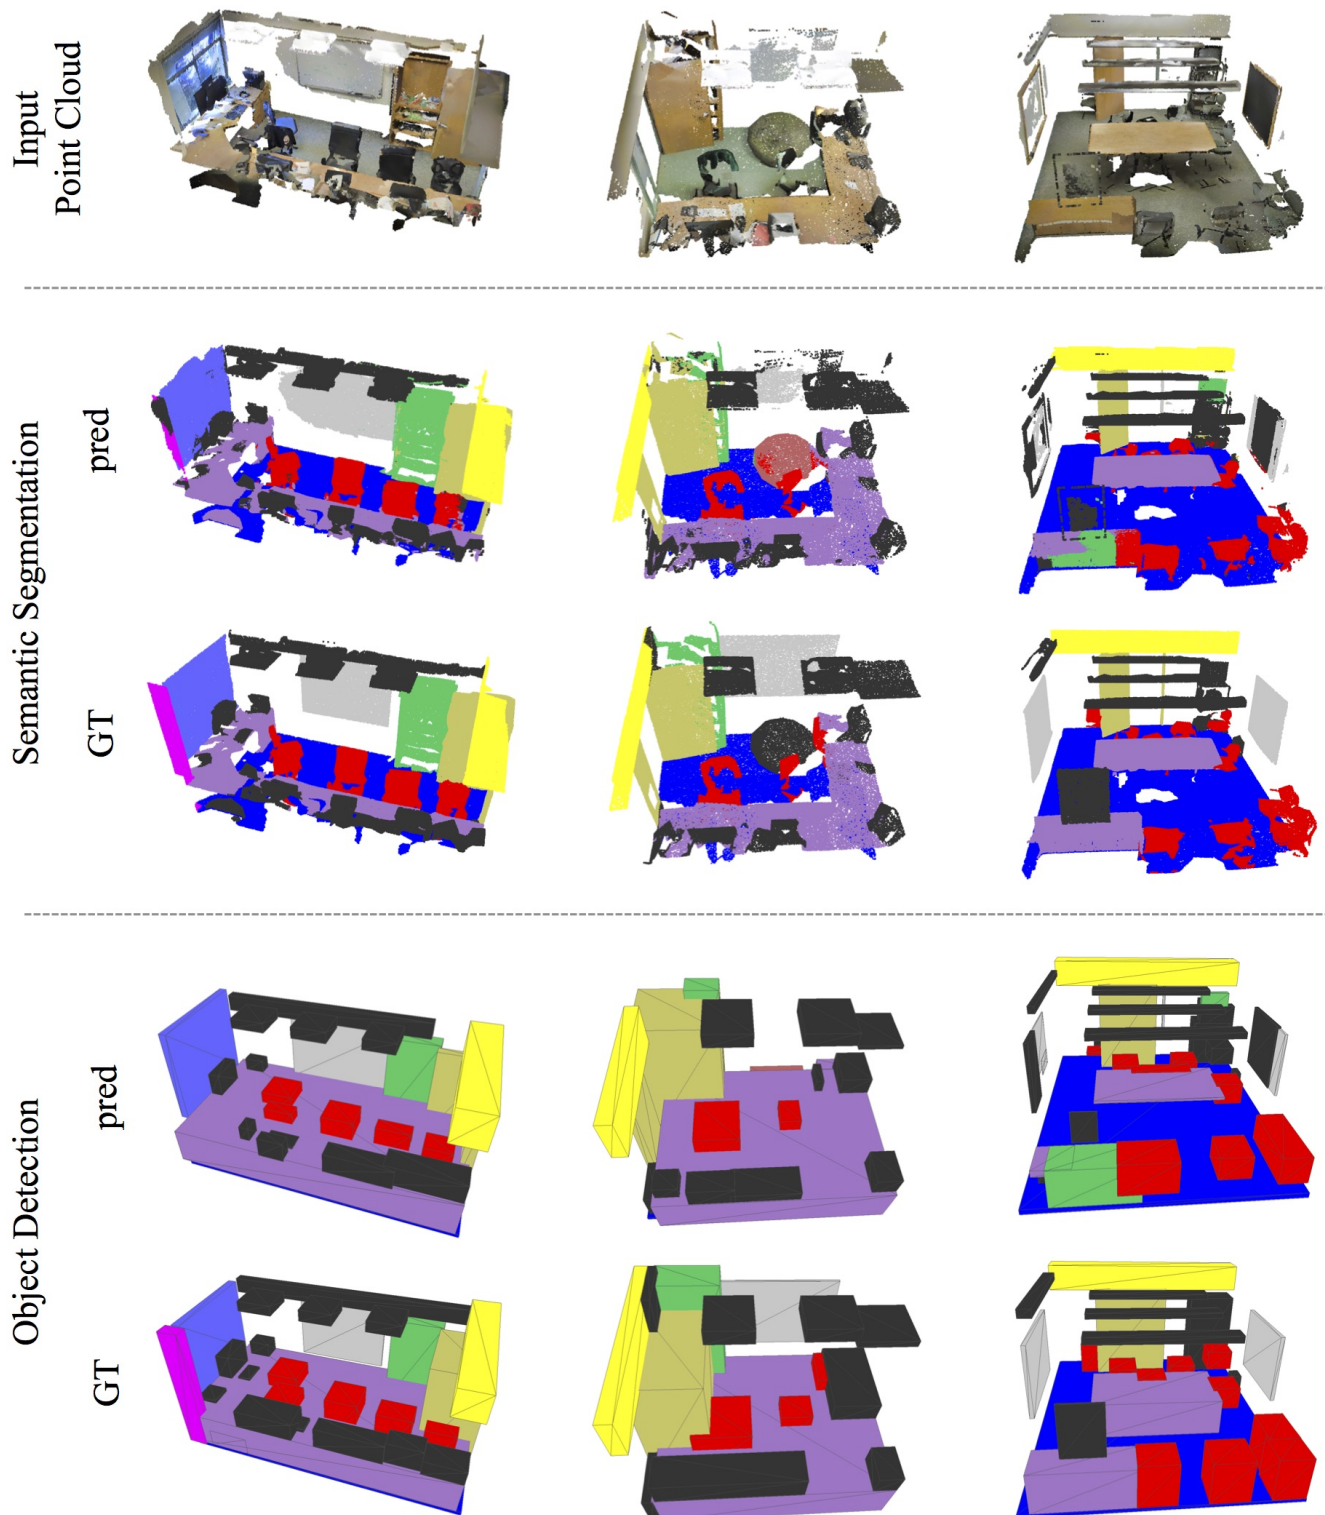 Input
Point Cloud
Semantic Segmentation
pred
GT
Object Detection
pred
GT